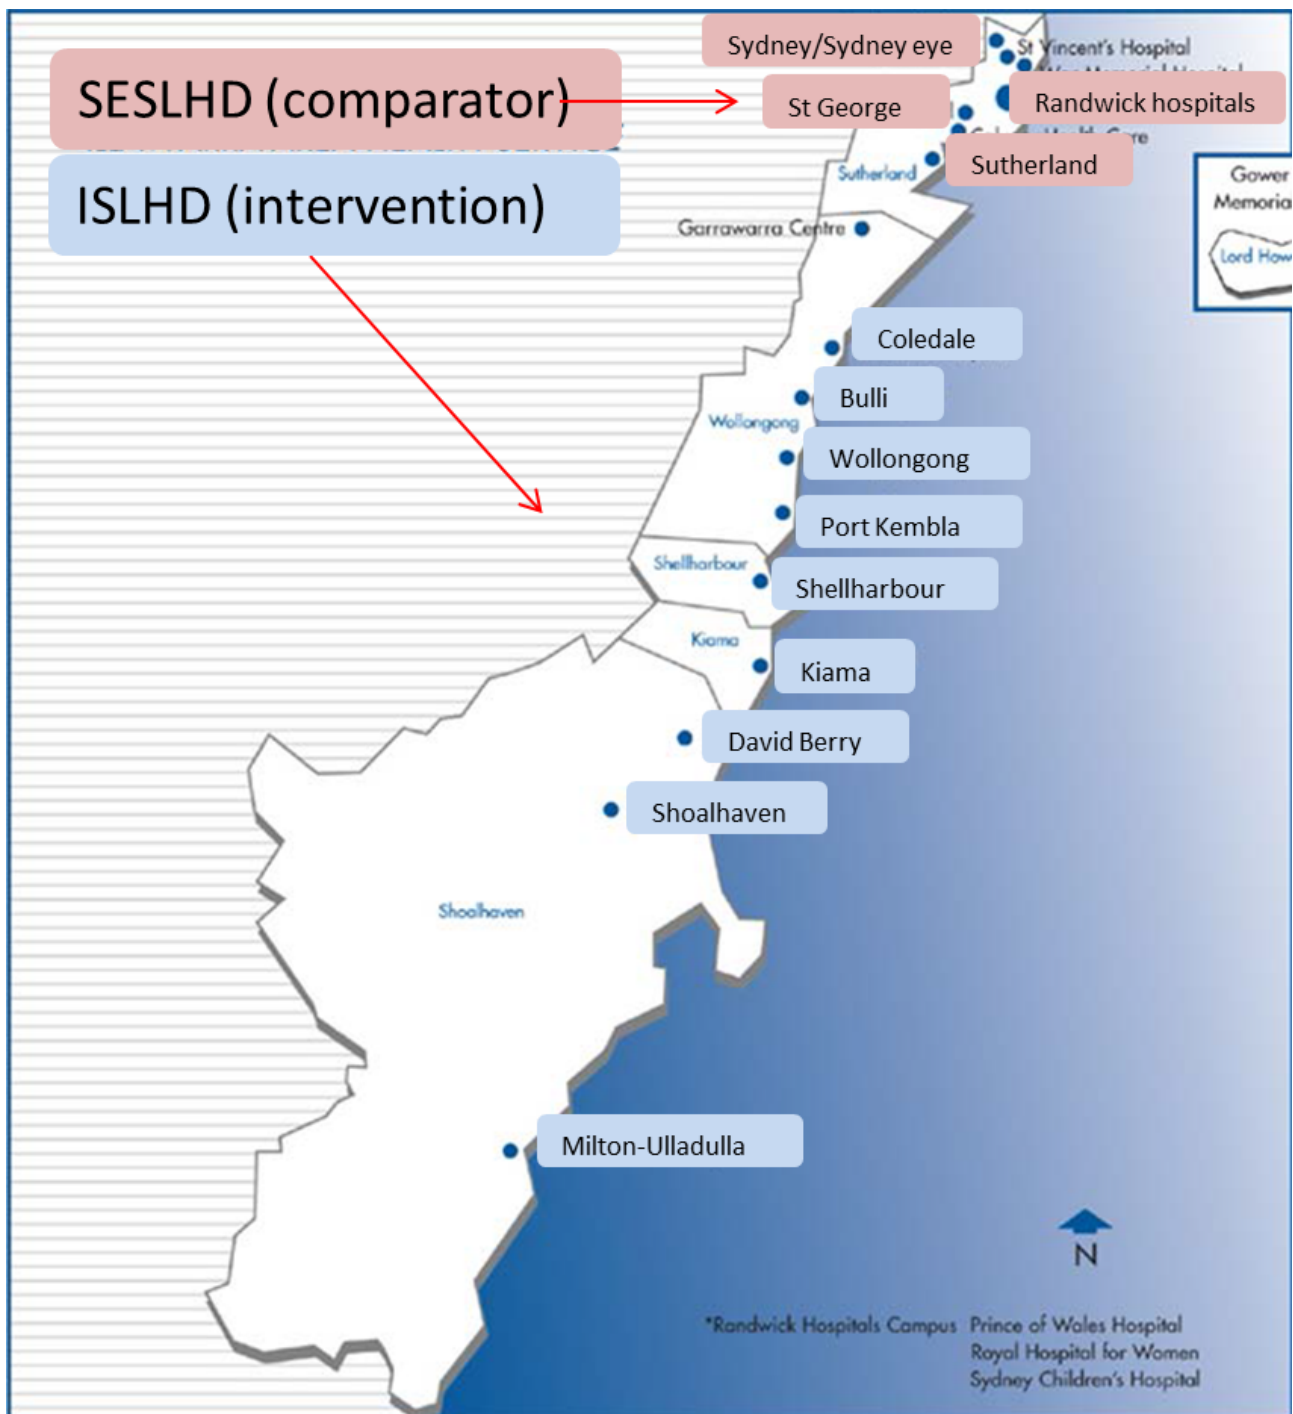 Sydney/Sydney eye
St Vincent's Hospital
SESLHD (comparator)
St George
Randwick hospitals
ISLHD (intervention)
Sutherland
Sutherland
Gower
Memorial
Garrawarra Centre
Lord How
Coledale
Bulli
Wollongong
Wollongong
Port Kembla
Shellharbour
Shellharbour
Kiama
Kiama
David Berry
Shoalhaven
Shoalhaven
Milton-Ulladulla
N
*Randwick Hospitals Campus Prince of Wales Hospital
Royal Hospital for Women
Sydney Children's Hospital